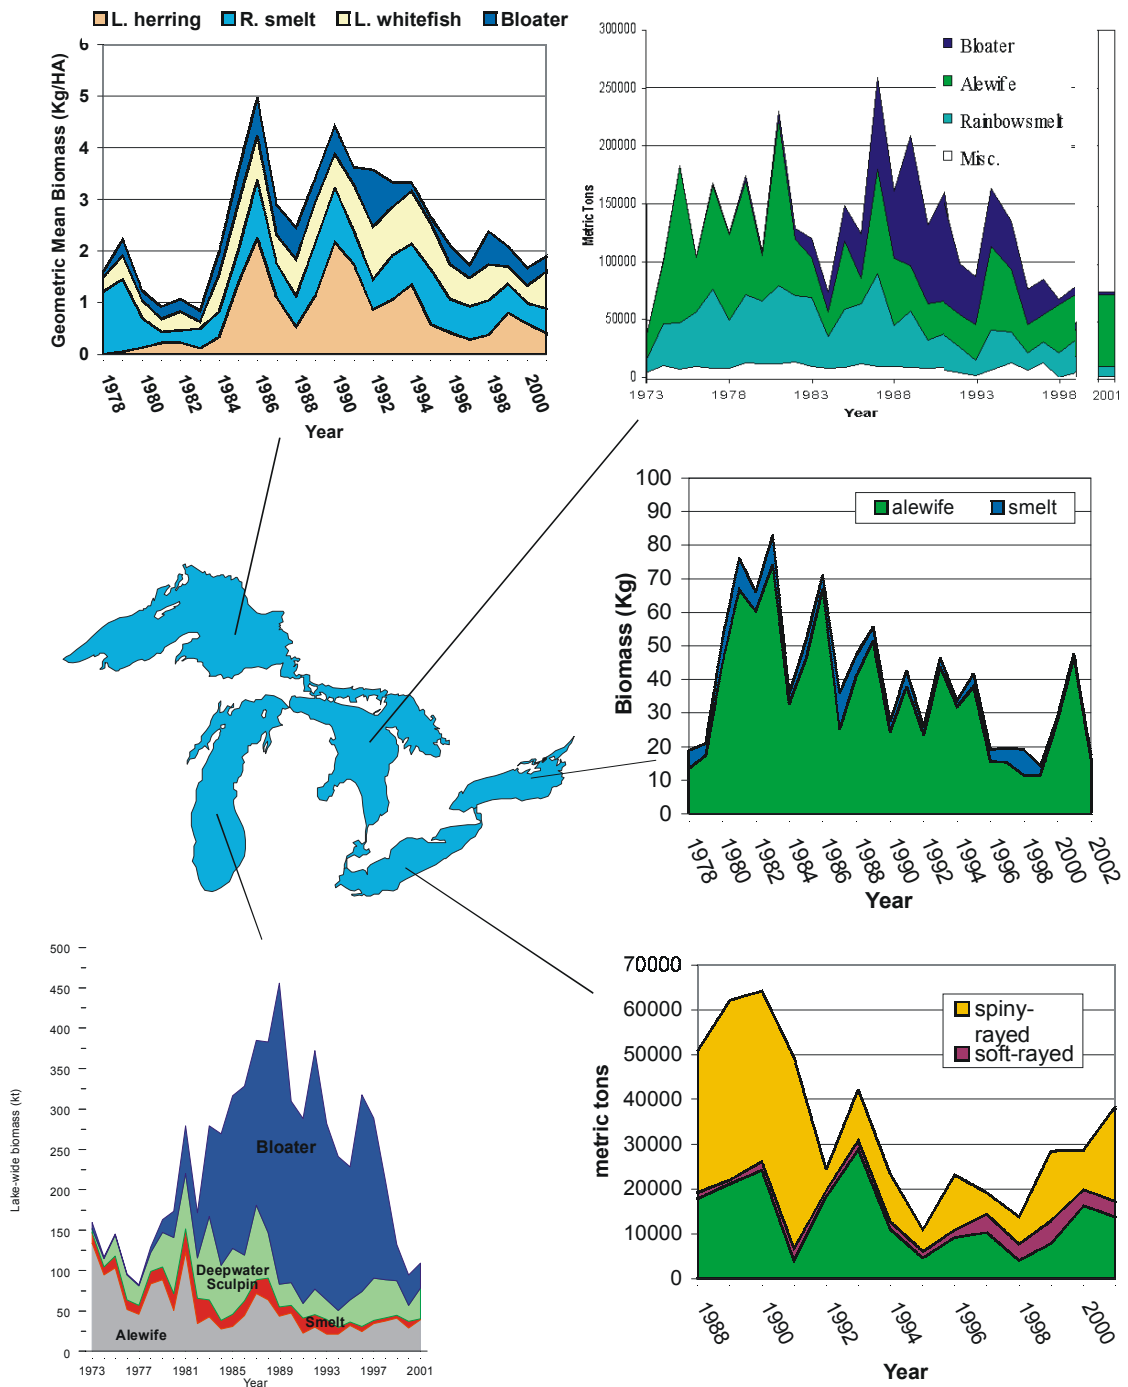 L. herring R. smelt L. whitefish Bloater
Geometric Mean Biomass (Kg/HA)
6
5
4
3
2
1
0
1978 1980 1982 1984 1986 1988 1990 1992 1994 1996 1998 2000
Year
Metric Tons
300000
250000
200000
150000
100000
50000
0
Bloater
Alewife
Rainbow smelt
Misc.
1973 1978 1983 1988 1993 1998 2001
Year
Biomass (Kg)
100
90
80
70
60
50
40
30
20
10
0
alewife smelt
1978 1980 1982 1984 1986 1988 1990 1992 1994 1996 1998 2000 2002
Year
Lake-wide biomass (kt)
500
450
400
350
300
250
200
150
100
50
0
Bloater
Deepwater
Sculpin
Smelt
Alewife
1973 1977 1981 1985 1989 1993 1997 2001
Year
metric tons
70000
60000
50000
40000
30000
20000
10000
0
spiny-
rayed
soft-rayed
1988 1990 1992 1994 1996 1998 2000
Year